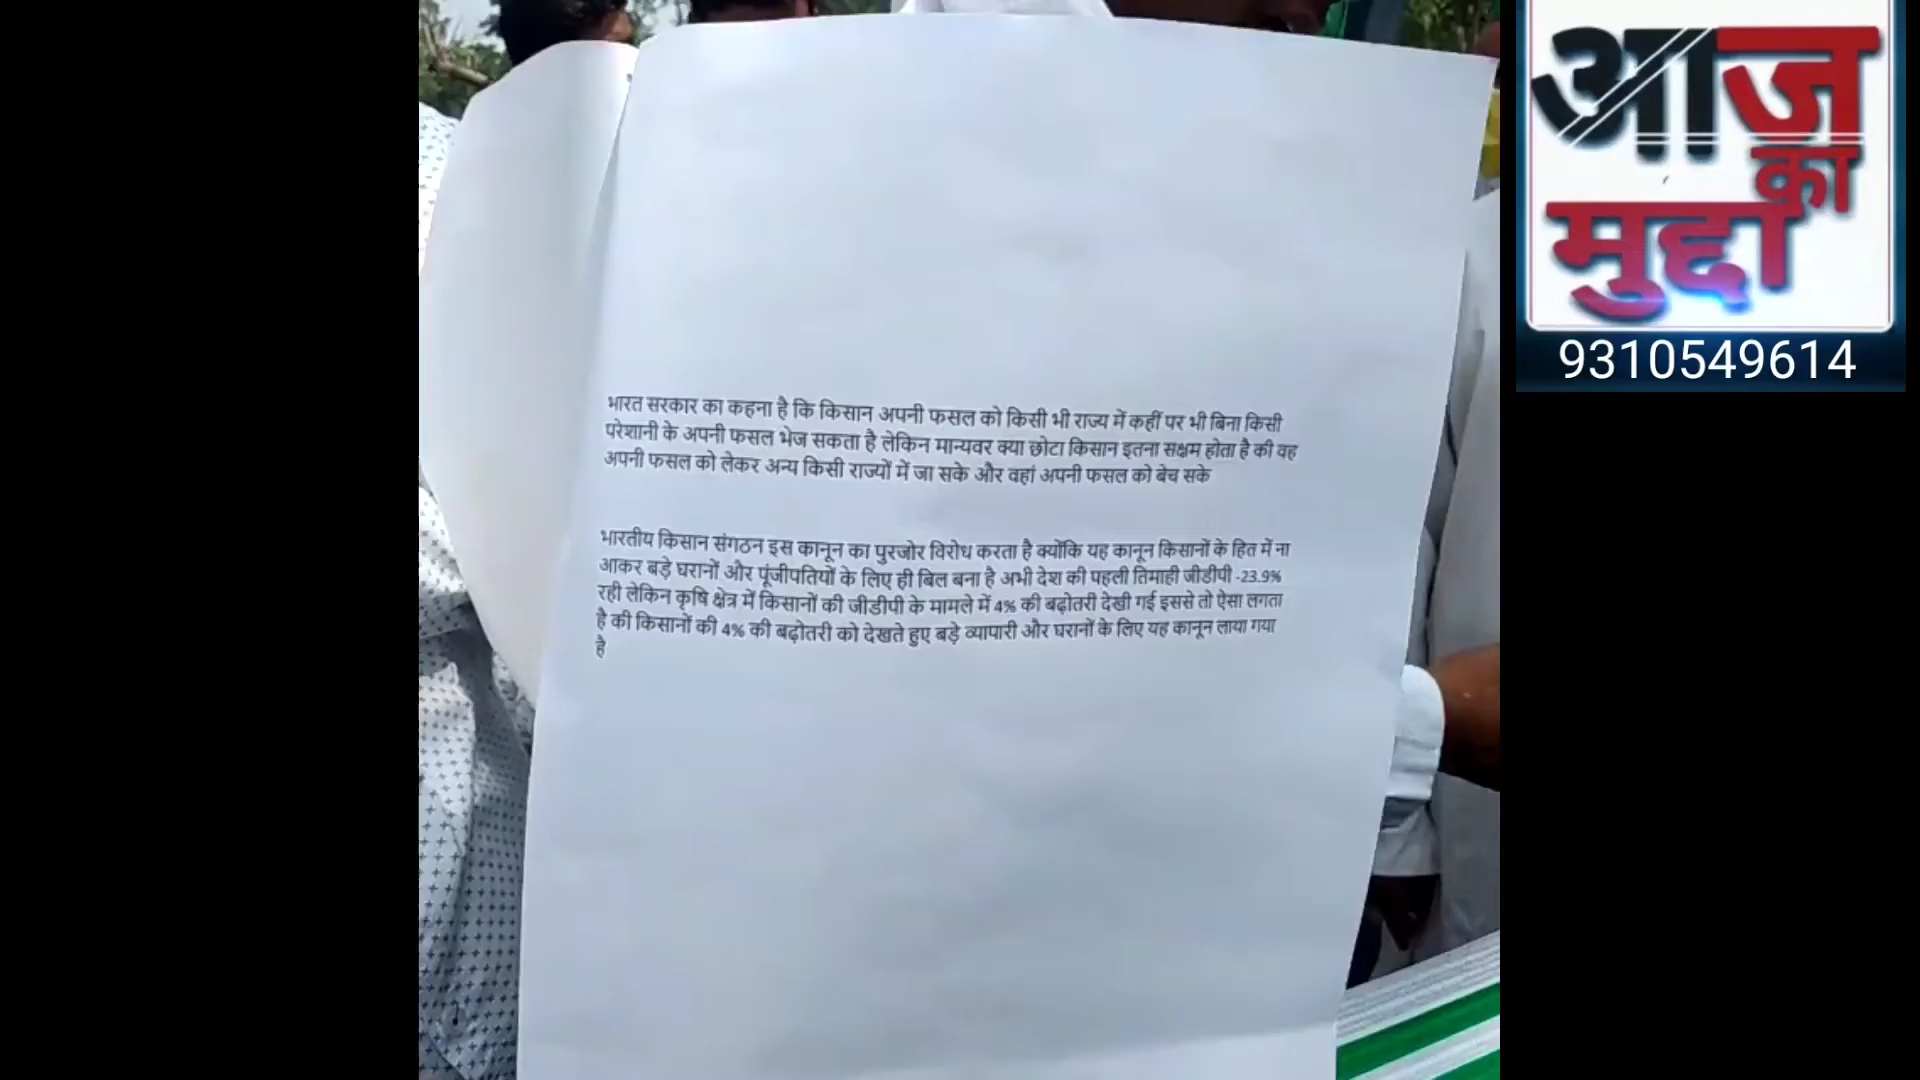 भारत सरकार का कहना है कि किसान अपनी फसल को किसी भी राज्य में कहीं पर भी बिना किसी
परेशानी के अपनी फसल भेज सकता है लेकिन मान्यवर क्या छोटा किसान इतना सक्षम होता है की वह
अपनी फसल को लेकर अन्य किसी राज्यों में जा सके और वहां अपनी फसल को बेच सके
भारतीय किसान संगठन इस कानून का पुरजोर विरोध करता है क्योंकि यह कानून किसानों के हित में ना
आकर बड़े घरानों और पूंजीपतियों के लिए ही बिल बना है अभी देश की पहली तिमाही जीडीपी -23.9%
रही लेकिन कृषि क्षेत्र में किसानों की जीडीपी के मामले में 4% की बढ़ोतरी देखी गई इससे तो ऐसा लगता
है की किसानों की 4% की बढ़ोतरी को देखते हुए बड़े व्यापारी और घरानों के लिए यह कानून लाया गया
है
आज
का
मुद्दा
9310549614